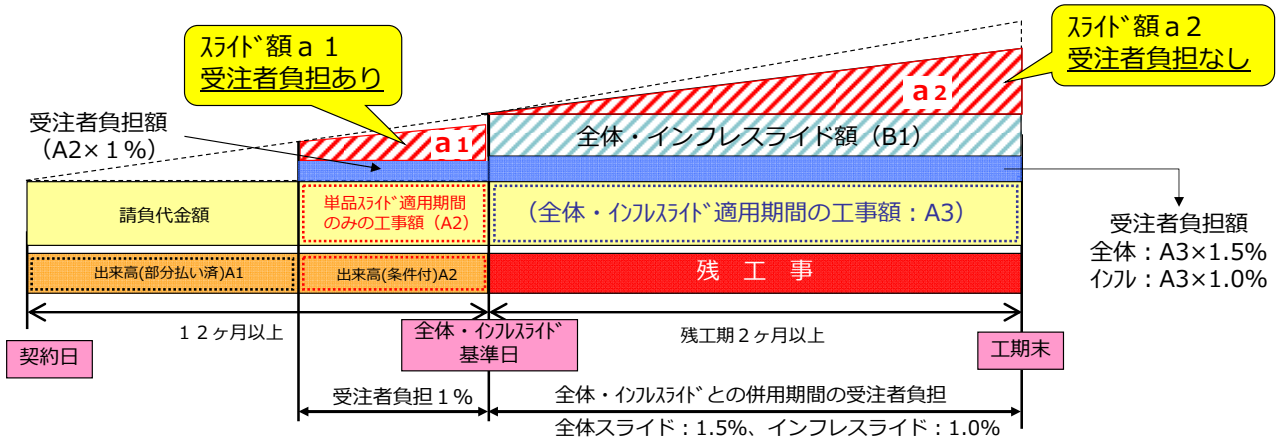 ｽﾗｲﾄﾞ額ａ１
受注者負担あり
ｽﾗｲﾄﾞ額ａ２
受注者負担なし
受注者負担額
（A2×１%）
a1
a2
全体・インフレスライド額（B1）
請負代金額
単品ｽﾗｲﾄﾞ適用期間
のみの工事額（A2）
（全体・ｲﾝﾌﾚｽﾗｲﾄﾞ適用期間の工事額：A3）
受注者負担額
全体：A3×1.5%
ｲﾝﾌﾚ：A3×1.0%
出来高(部分払い済)A1
出来高(条件付)A2
残　工　事
１２ヶ月以上
全体・ｲﾝﾌﾚｽﾗｲﾄﾞ
基準日
残工期２ヶ月以上
契約日
工期末
受注者負担１%
全体・ｲﾝﾌﾚｽﾗｲﾄﾞとの併用期間の受注者負担
全体スライド：1.5%、インフレスライド：1.0%